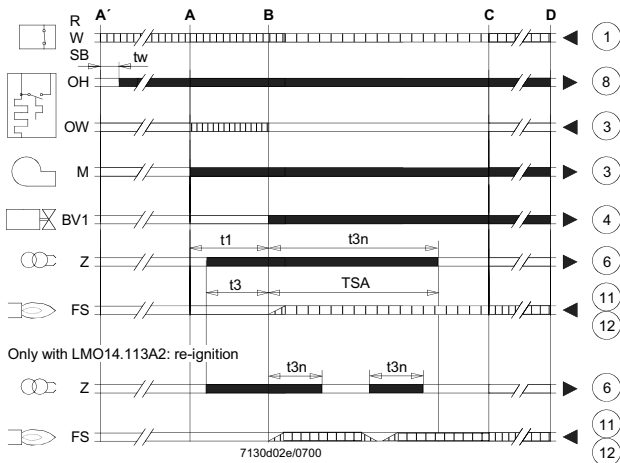 A´ A B C D
R
W 1
SB
tw
OH 8
OW 3
M 3
BV1 4
t1 t3n
Z 6
t3 TSA
FS 11
12
Only with LMO14.113A2: re-ignition
t3n t3n
Z 6
FS 11
12
7130d02e/0700